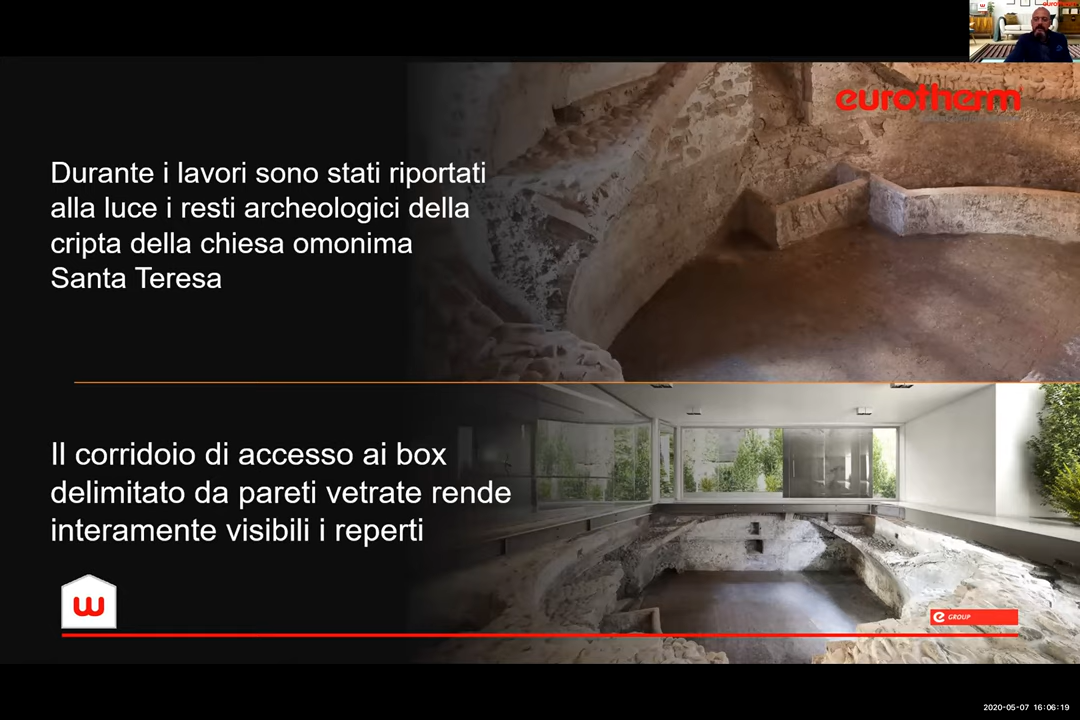 eurotherm
Durante i lavori sono stati riportati
alla luce i resti archeologici della
cripta della chiesa omonima
Santa Teresa
Il corridoio di accesso ai box
delimitato da pareti vetrate rende
interamente visibili i reperti
w
e GROUP
2020-05-07 16:06:19